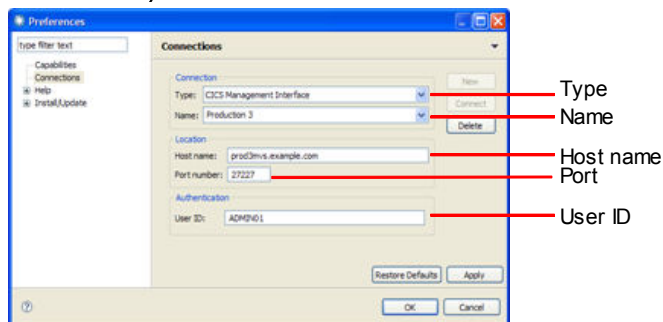 Preferences
type filter text
Connections
Capabilities
Connections
Help
Install/Update
Connection
Type: CICS Management Interface
Name: Production 3
New
Connect
Delete
Location
Host name: prod3mvs.example.com
Port number: 27227
Authentication
User ID: ADMIN01
Restore Defaults Apply
OK Cancel
Type
Name
Host name
Port
User ID